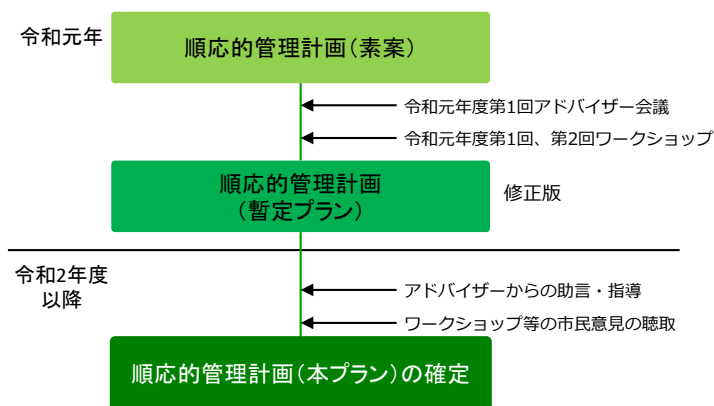 令和元年
順応的管理計画（素案）
令和元年度第1回アドバイザー会議
令和元年度第1回、第2回ワークショップ
順応的管理計画
（暫定プラン）
修正版
令和2年度
以降
アドバイザーからの助言・指導
ワークショップ等の市民意見の聴取
順応的管理計画（本プラン）の確定